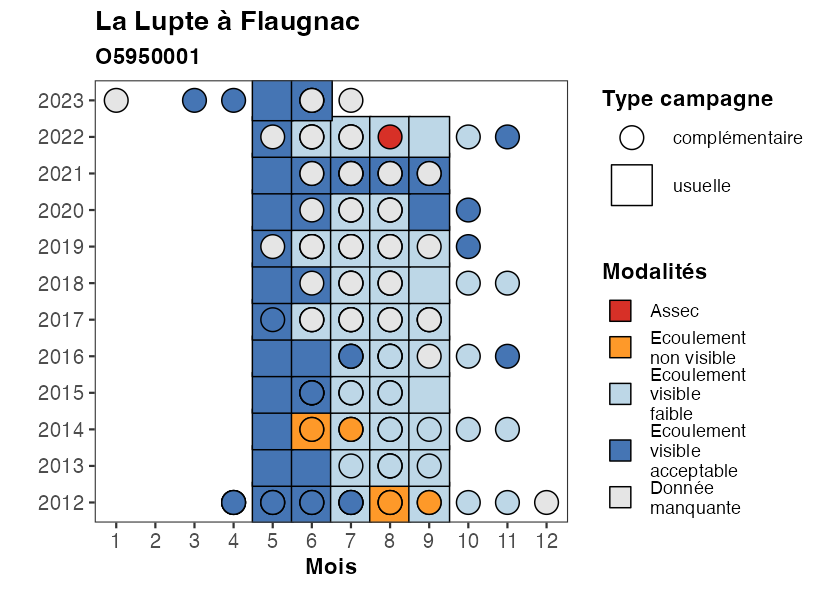 La Lupte à Flaugnac
O5950001
2023
2022
2021
2020
2019
2018
2017
2016
2015
2014
2013
2012
1 2 3 4 5 6 7 8 9 10 11 12
Mois
Type campagne
complémentaire
usuelle
Modalités
Assec
Ecoulement
non visible
Ecoulement
visible
faible
Ecoulement
visible
acceptable
Donnée
manquante